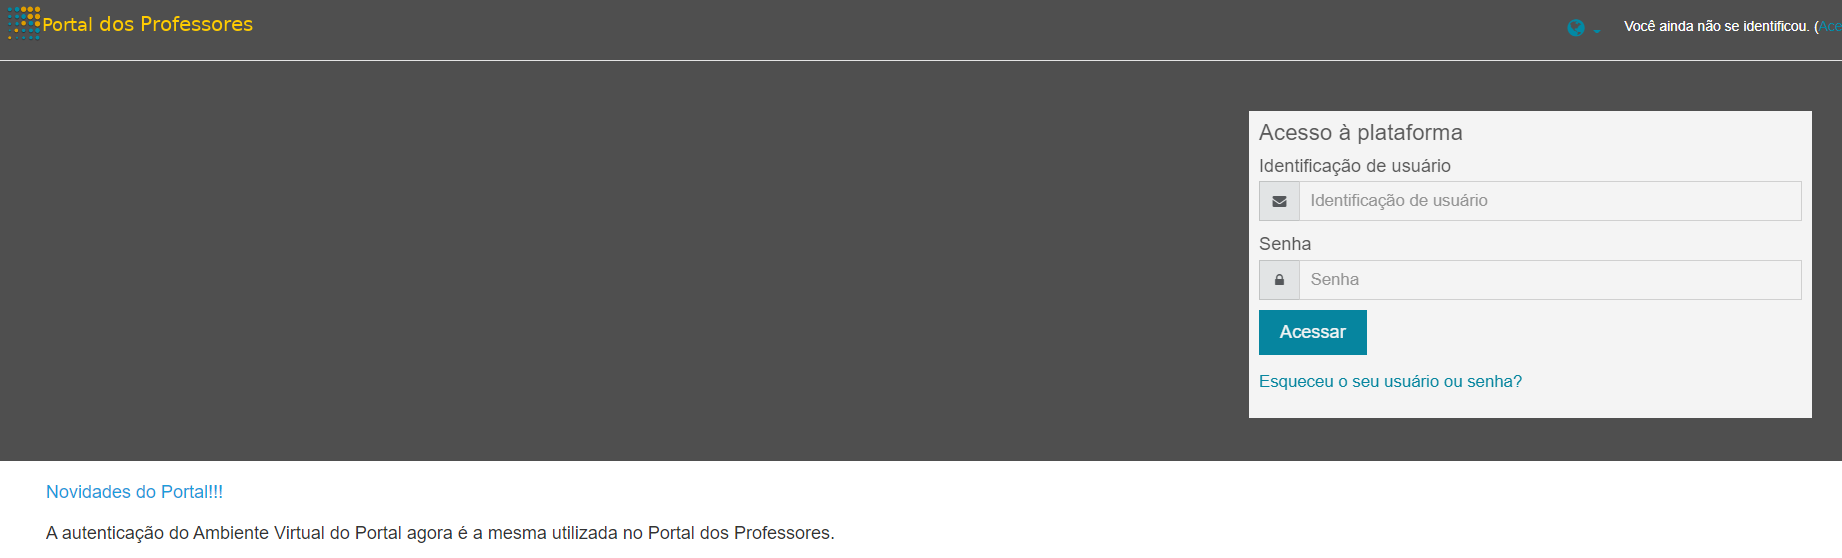 Portal dos Professores
Você ainda não se identificou. (Ace
Acesso à plataforma
Identificação de usuário
Identificação de usuário
Senha
Senha
Acessar
Esqueceu o seu usuário ou senha?
Novidades do Portal!!!
A autenticação do Ambiente Virtual do Portal agora é a mesma utilizada no Portal dos Professores.